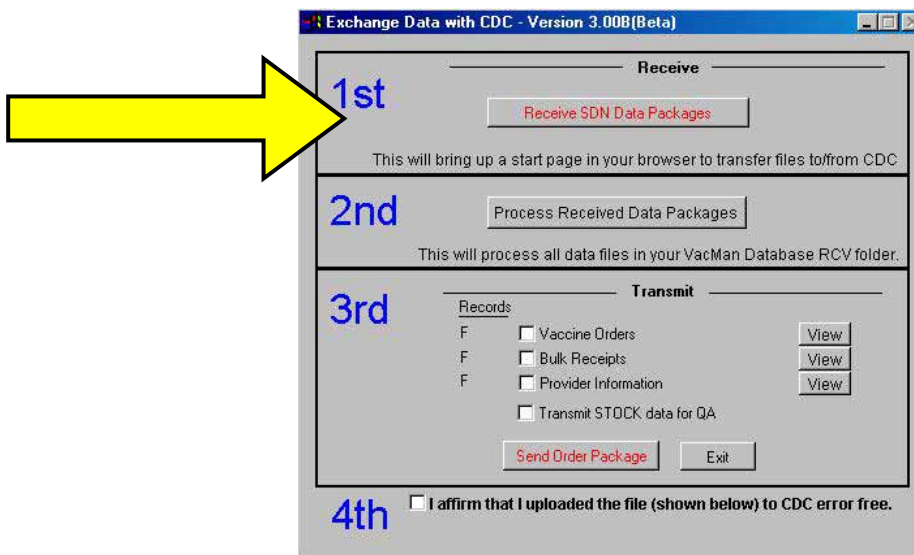 Exchange Data with CDC - Version 3.00B(Beta)
Receive
1st
Receive SDN Data Packages
This will bring up a start page in your browser to transfer files to/from CDC
2nd
Process Received Data Packages
This will process all data files in your VacMan Database RCV folder.
Transmit
3rd
Records
F Vaccine Orders View
F Bulk Receipts View
F Provider Information View
Transmit STOCK data for QA
Send Order Package Exit
4th I affirm that I uploaded the file (shown below) to CDC error free.